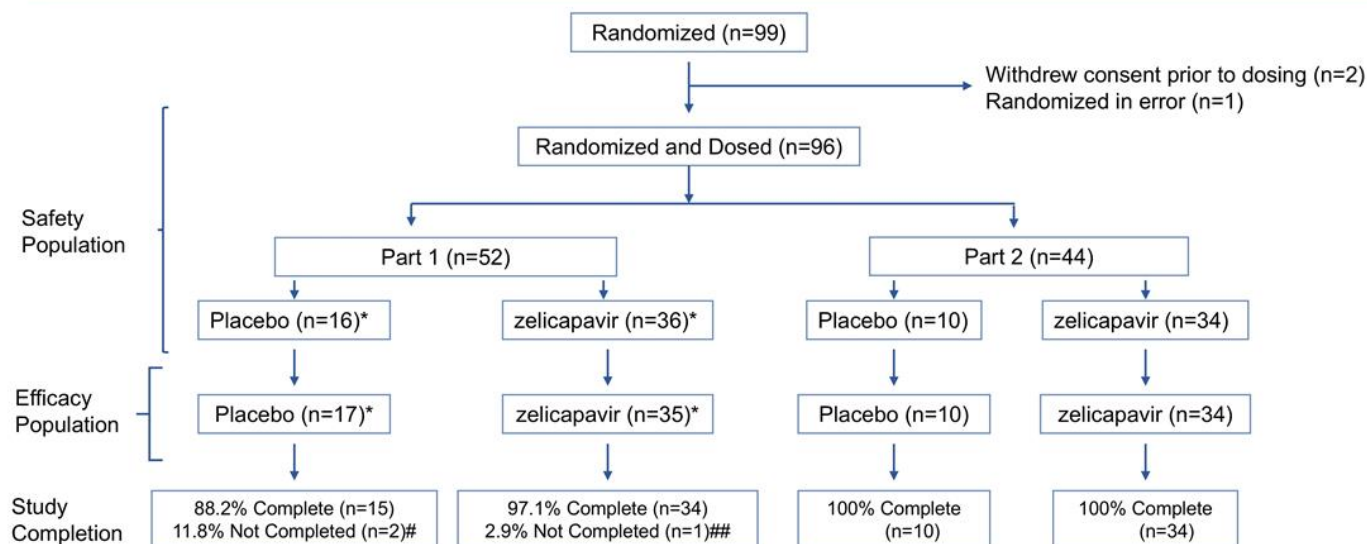 Randomized (n=99)
Withdrew consent prior to dosing (n=2)
Randomized in error (n=1)
Randomized and Dosed (n=96)
Safety
Population
Part 1 (n=52)
Part 2 (n=44)
Placebo (n=16)*
zelicapavir (n=36)*
Placebo (n=10)
zelicapavir (n=34)
Efficacy
Population
Placebo (n=17)*
zelicapavir (n=35)*
Placebo (n=10)
zelicapavir (n=34)
Study
Completion
88.2% Complete (n=15)
11.8% Not Completed (n=2)#
97.1% Complete (n=34)
2.9% Not Completed (n=1)##
100% Complete
(n=10)
100% Complete
(n=34)